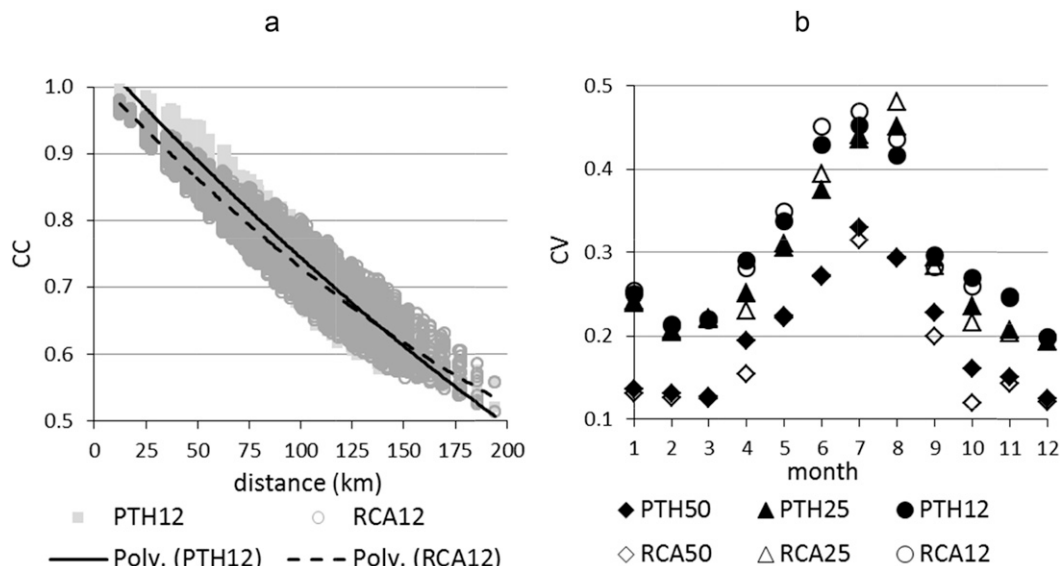 a
b
1.0
0.9
0.8
0.7
0.6
0.5
CC
0 25 50 75 100 125 150 175 200
distance (km)
PTH12 RCA12
Poly. (PTH12) Poly. (RCA12)
0.5
0.4
0.3
0.2
0.1
CV
1 2 3 4 5 6 7 8 9 10 11 12
month
PTH50 PTH25 PTH12
RCA50 RCA25 RCA12